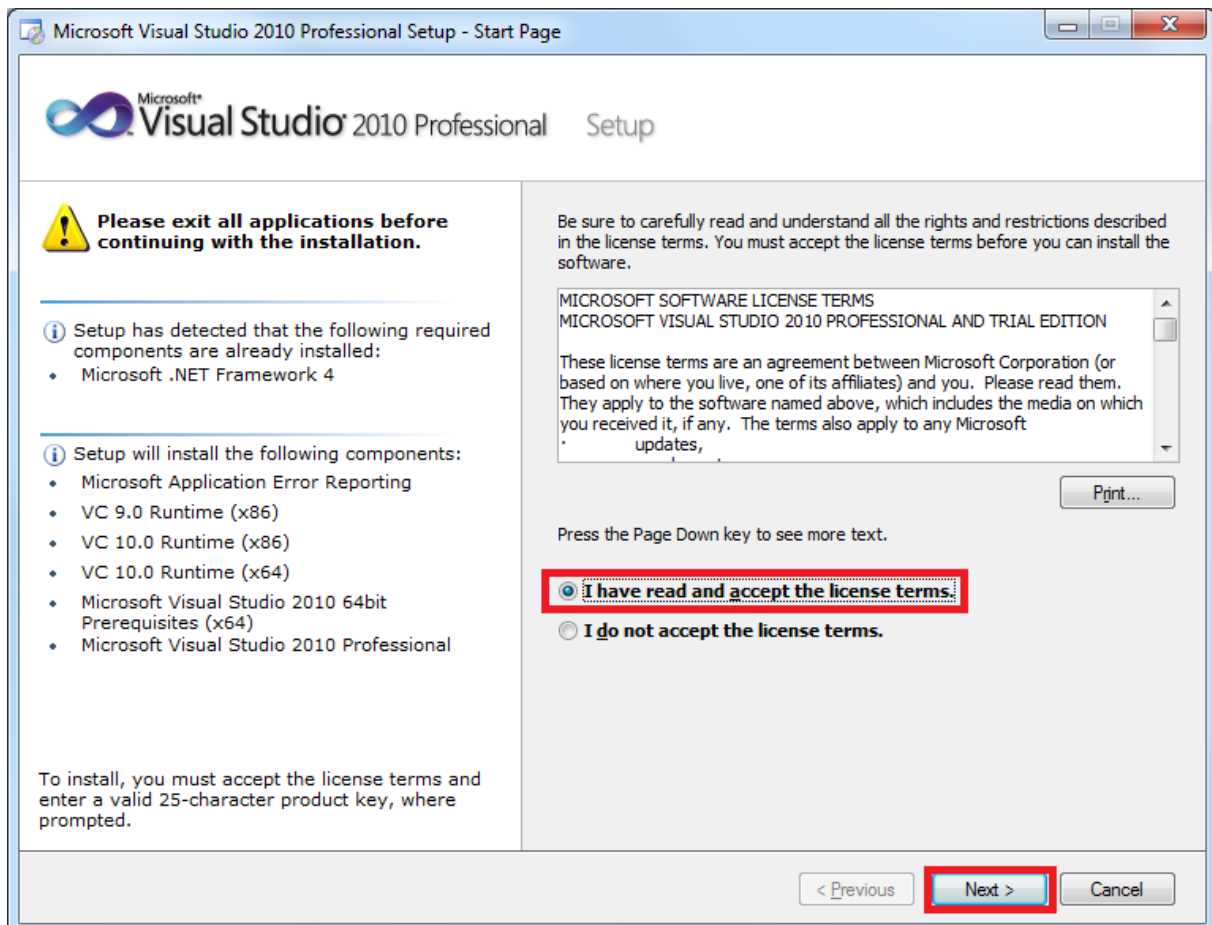 Microsoft Visual Studio 2010 Professional Setup - Start Page
Microsoft®
Visual Studio® 2010 Professional Setup
Please exit all applications before
continuing with the installation.
Setup has detected that the following required
components are already installed:
• Microsoft .NET Framework 4
Setup will install the following components:
• Microsoft Application Error Reporting
• VC 9.0 Runtime (x86)
• VC 10.0 Runtime (x86)
• VC 10.0 Runtime (x64)
• Microsoft Visual Studio 2010 64bit
Prerequisites (x64)
• Microsoft Visual Studio 2010 Professional
To install, you must accept the license terms and
enter a valid 25-character product key, where
prompted.
Be sure to carefully read and understand all the rights and restrictions described
in the license terms. You must accept the license terms before you can install the
software.
MICROSOFT SOFTWARE LICENSE TERMS
MICROSOFT VISUAL STUDIO 2010 PROFESSIONAL AND TRIAL EDITION
These license terms are an agreement between Microsoft Corporation (or
based on where you live, one of its affiliates) and you. Please read them.
They apply to the software named above, which includes the media on which
you received it, if any. The terms also apply to any Microsoft
· updates,
Print...
Press the Page Down key to see more text.
I have read and accept the license terms.
I do not accept the license terms.
< Previous
Next >
Cancel